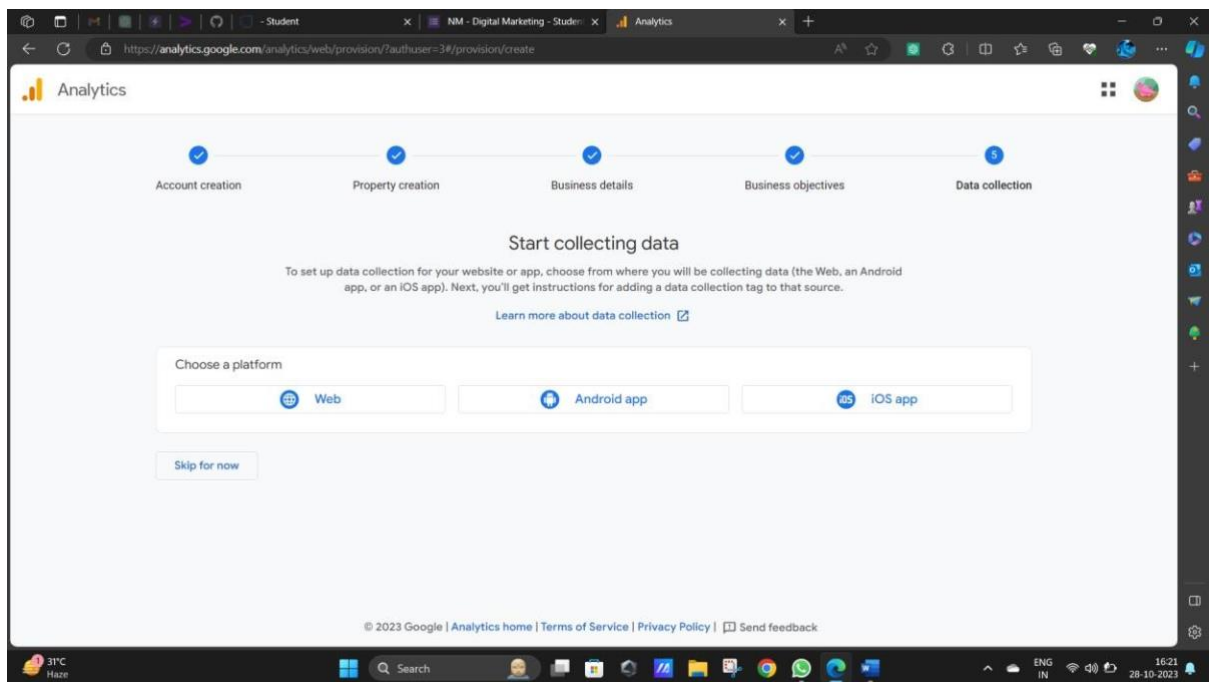 - Student
NM - Digital Marketing - Studen
Analytics
https://analytics.google.com/analytics/web/provision/?authuser=3#/provision/create
Analytics
5
Account creation
Property creation
Business details
Business objectives
Data collection
Start collecting data
To set up data collection for your website or app, choose from where you will be collecting data (the Web, an Android
app, or an iOS app). Next, you'll get instructions for adding a data collection tag to that source.
Learn more about data collection
Choose a platform
Web
Android app
iOS
iOS app
Skip for now
© 2023 Google | Analytics home | Terms of Service | Privacy Policy | Send feedback
1
31°C
Haze
Search
ENG
IN
16:21
28-10-2023